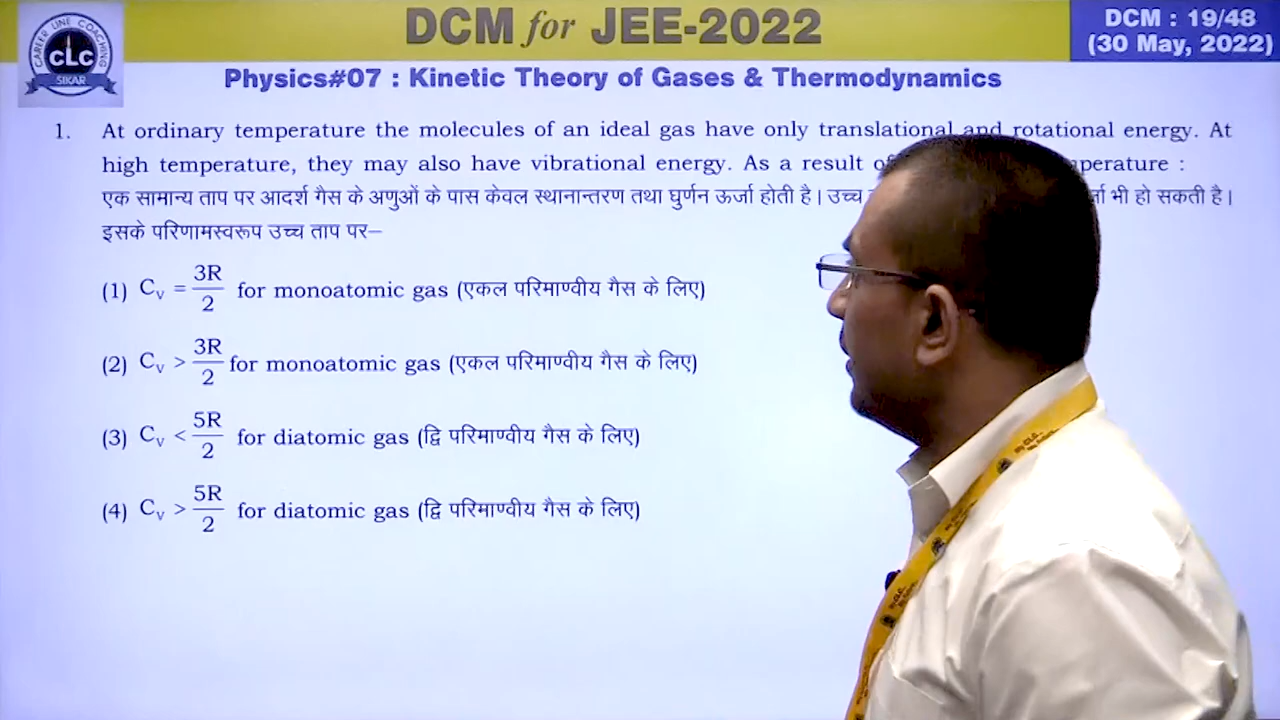 DCM for JEE-2022
DCM : 19/48
(30 May, 2022)
CAREER LINE COACHING
CLC
SIKAR
Physics#07 : Kinetic Theory of Gases & Thermodynamics
1. At ordinary temperature the molecules of an ideal gas have only translational and rotational energy. At
high temperature, they may also have vibrational energy. As a result of
एक सामान्य ताप पर आदर्श गैस के अणुओं के पास केवल स्थानान्तरण तथा घुर्णन ऊर्जा होती है। उच्च भी हो सकती है।
इसके परिणामस्वरूप उच्च ताप पर–
(1) Cv = 3R/2 for monoatomic gas (एकल परिमाण्वीय गैस के लिए)
(2) Cv > 3R/2 for monoatomic gas (एकल परिमाण्वीय गैस के लिए)
(3) Cv < 5R/2 for diatomic gas (द्वि परिमाण्वीय गैस के लिए)
(4) Cv > 5R/2 for diatomic gas (द्वि परिमाण्वीय गैस के लिए)